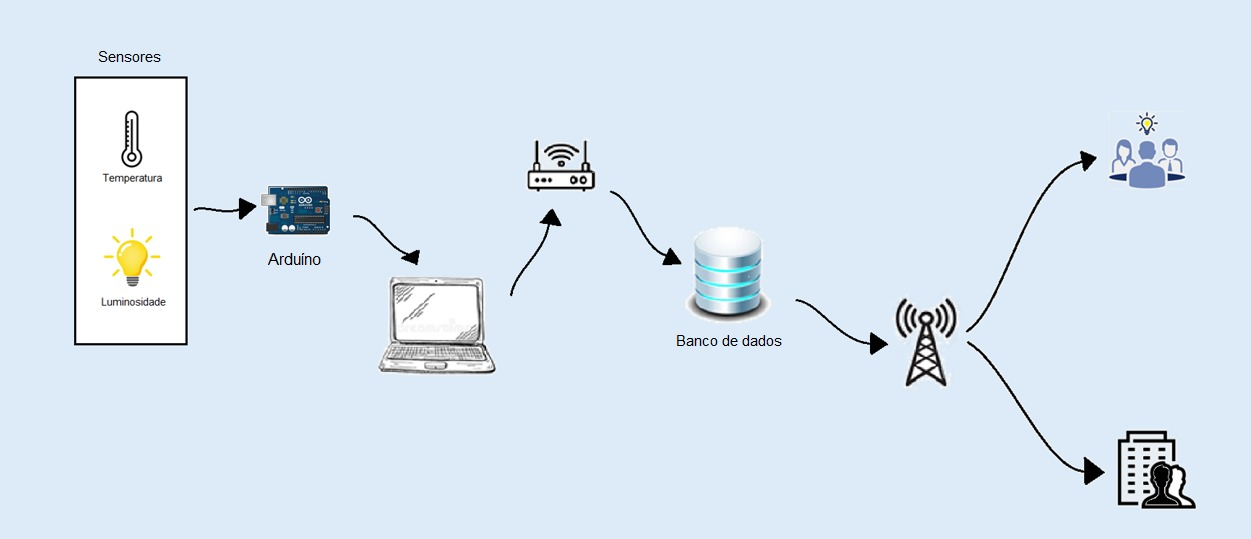 Sensores
Temperatura
Luminosidade
Arduíno
Banco de dados